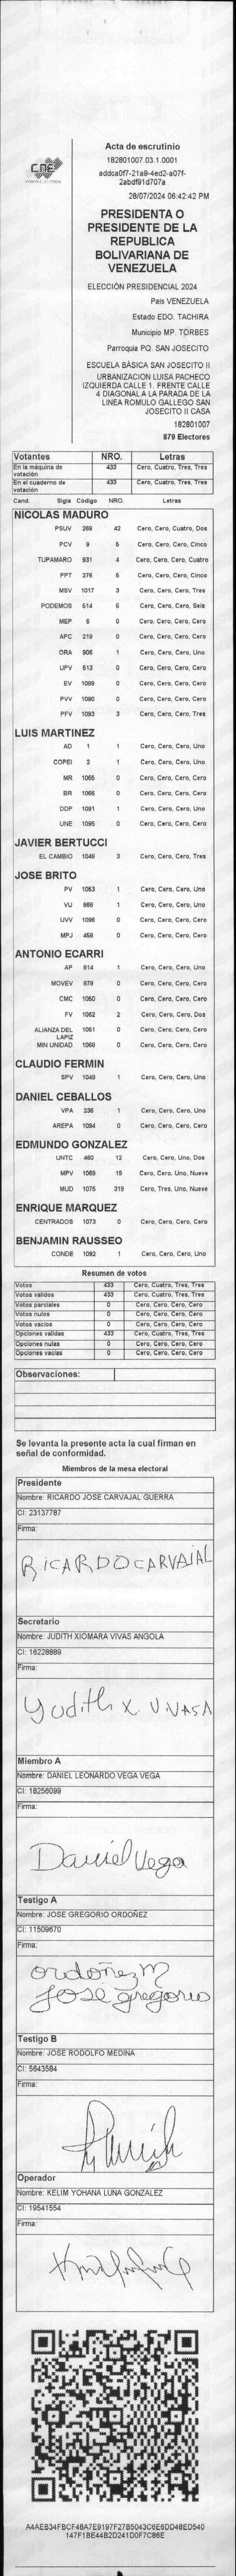 CNE
Acta de escrutinio
182801007.03.1.0001
addca0f7-21a9-4ed2-a07f-
2abdf91d707a
28/07/2024 06:42:42 PM
PRESIDENTA O
PRESIDENTE DE LA
REPUBLICA
BOLIVARIANA DE
VENEZUELA
ELECCIÓN PRESIDENCIAL 2024
Pais VENEZUELA
Estado EDO. TACHIRA
Municipio MP. TORBES
Parroquia PQ. SAN JOSECITO
ESCUELA BÁSICA SAN JOSECITO II
URBANIZACION LUISA PACHECO
IZQUIERDA CALLE 1. FRENTE CALLE
4 DIAGONAL A LA PARADA DE LA
LINEA ROMULO GALLEGO SAN
JOSECITO II CASA
182801007
879 Electores
Votantes NRO. Letras
En la máquina de votación 433 Cero, Cuatro, Tres, Tres
En el cuaderno de votación 433 Cero, Cuatro, Tres, Tres
Cand. Sigla Código NRO. Letras
NICOLAS MADURO
PSUV 269 42 Cero, Cero, Cuatro, Dos
PCV 9 5 Cero, Cero, Cero, Cinco
TUPAMARO 931 4 Cero, Cero, Cero, Cuatro
PPT 276 5 Cero, Cero, Cero, Cinco
MSV 1017 3 Cero, Cero, Cero, Tres
PODEMOS 514 6 Cero, Cero, Cero, Seis
MEP 6 0 Cero, Cero, Cero, Cero
APC 219 0 Cero, Cero, Cero, Cero
ORA 906 1 Cero, Cero, Cero, Uno
UPV 513 0 Cero, Cero, Cero, Cero
EV 1089 0 Cero, Cero, Cero, Cero
PVV 1090 0 Cero, Cero, Cero, Cero
PFV 1093 3 Cero, Cero, Cero, Tres
LUIS MARTINEZ
AD 1 1 Cero, Cero, Cero, Uno
COPEI 2 1 Cero, Cero, Cero, Uno
MR 1065 0 Cero, Cero, Cero, Cero
BR 1066 0 Cero, Cero, Cero, Cero
DDP 1091 1 Cero, Cero, Cero, Uno
UNE 1095 0 Cero, Cero, Cero, Cero
JAVIER BERTUCCI
EL CAMBIO 1048 3 Cero, Cero, Cero, Tres
JOSE BRITO
PV 1053 1 Cero, Cero, Cero, Uno
VU 868 1 Cero, Cero, Cero, Uno
UVV 1096 0 Cero, Cero, Cero, Cero
MPJ 458 0 Cero, Cero, Cero, Cero
ANTONIO ECARRI
AP 814 1 Cero, Cero, Cero, Uno
MOVEV 879 0 Cero, Cero, Cero, Cero
CMC 1050 0 Cero, Cero, Cero, Cero
FV 1062 2 Cero, Cero, Cero, Dos
ALIANZA DEL LAPIZ 1051 0 Cero, Cero, Cero, Cero
MIN UNIDAD 1068 0 Cero, Cero, Cero, Cero
CLAUDIO FERMIN
SPV 1049 1 Cero, Cero, Cero, Uno
DANIEL CEBALLOS
VPA 236 1 Cero, Cero, Cero, Uno
AREPA 1094 0 Cero, Cero, Cero, Cero
EDMUNDO GONZALEZ
UNTC 460 12 Cero, Cero, Uno, Dos
MPV 1069 19 Cero, Cero, Uno, Nueve
MUD 1075 319 Cero, Tres, Uno, Nueve
ENRIQUE MARQUEZ
CENTRADOS 1073 0 Cero, Cero, Cero, Cero
BENJAMIN RAUSSEO
CONDE 1092 1 Cero, Cero, Cero, Uno
Resumen de votos
Votos 433 Cero, Cuatro, Tres, Tres
Votos validos 433 Cero, Cuatro, Tres, Tres
Votos parciales 0 Cero, Cero, Cero, Cero
Votos nulos 0 Cero, Cero, Cero, Cero
Votos vacios 0 Cero, Cero, Cero, Cero
Opciones validas 433 Cero, Cuatro, Tres, Tres
Opciones nulas 0 Cero, Cero, Cero, Cero
Opciones vacias 0 Cero, Cero, Cero, Cero
Observaciones:
Se levanta la presente acta la cual firman en
señal de conformidad.
Miembros de la mesa electoral
Presidente
Nombre: RICARDO JOSE CARVAJAL GUERRA
CI: 23137787
Firma:
RICARDO CARVAJAL
Secretario
Nombre: JUDITH XIOMARA VIVAS ANGOLA
CI: 16228889
Firma:
Yudith X. VIVAS A
Miembro A
Nombre: DANIEL LEONARDO VEGA VEGA
CI: 18256099
Firma:
Daniel Vega
Testigo A
Nombre: JOSE GREGORIO ORDOÑEZ
CI: 11509670
Firma:
Ordoñez M
Jose gregorio
Testigo B
Nombre: JOSE RODOLFO MEDINA
CI: 5643584
Firma:
Operador
Nombre: KELIM YOHANA LUNA GONZALEZ
CI: 19541554
Firma:
A4AEB34FBCF48A7E9197F27B5043C6E6DD48ED540
147F1BE44B2D241D0F7C86E